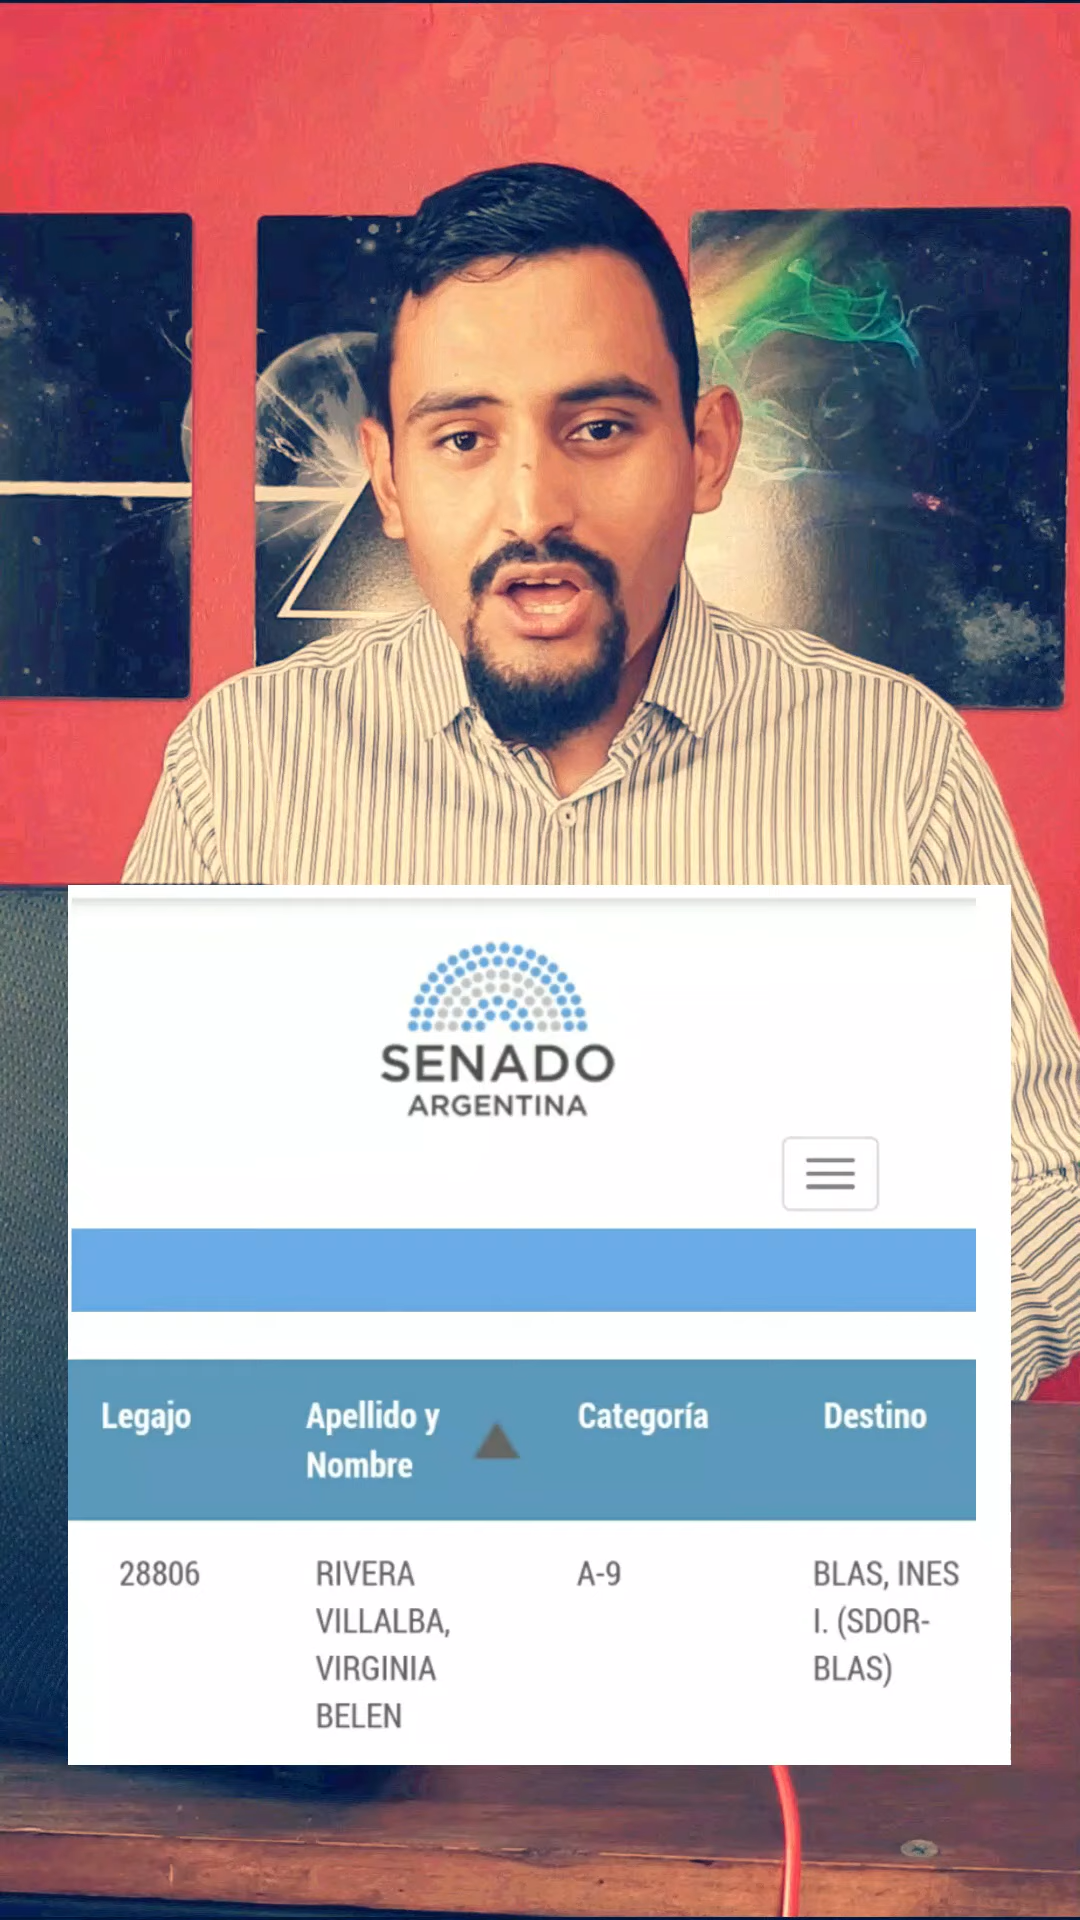 SENADO
ARGENTINA
Legajo
Apellido y
Nombre
Categoría
Destino
28806
RIVERA
VILLALBA,
VIRGINIA
BELEN
A-9
BLAS, INES
I. (SDOR-
BLAS)